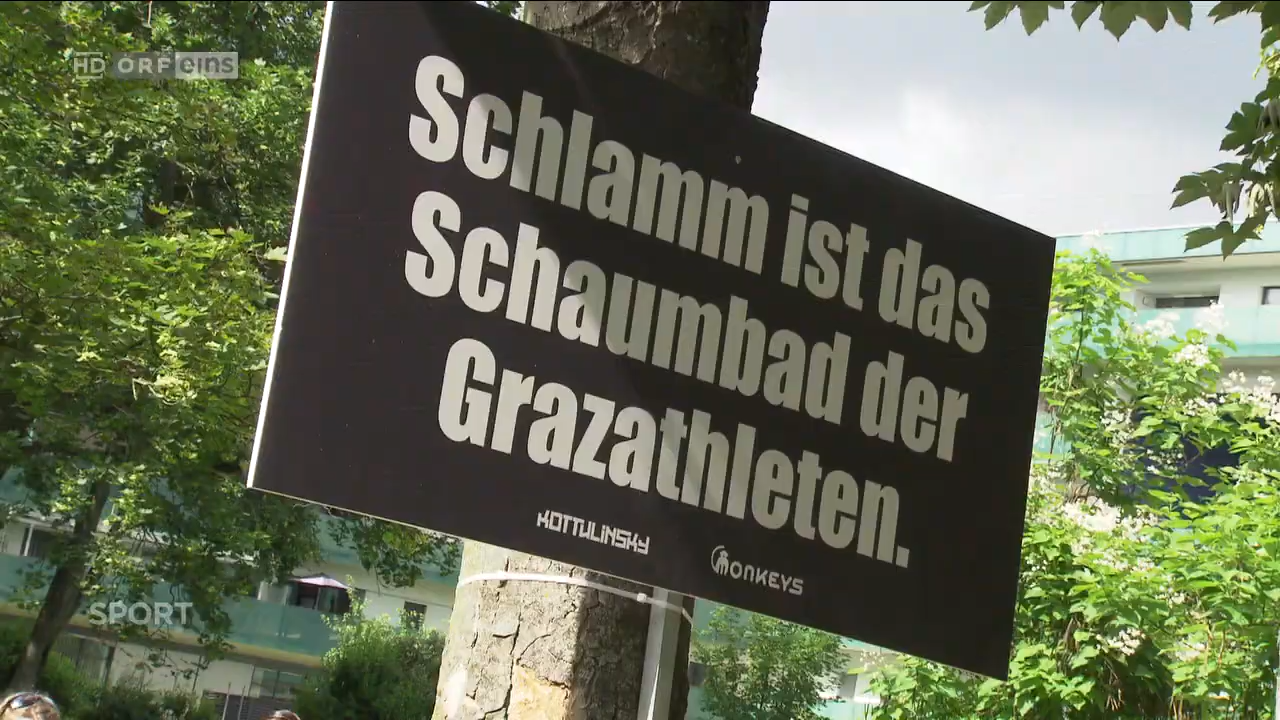 HD ORF eins
Schlamm ist das
Schaumbad der
Grazathleten.
KOTTULINSKY
MONKEYS
SPORT